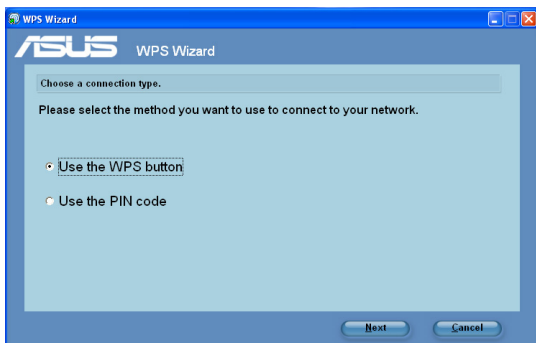 WPS Wizard
ASUS WPS Wizard
Choose a connection type.
Please select the method you want to use to connect to your network.
Use the WPS button
Use the PIN code
Next Cancel